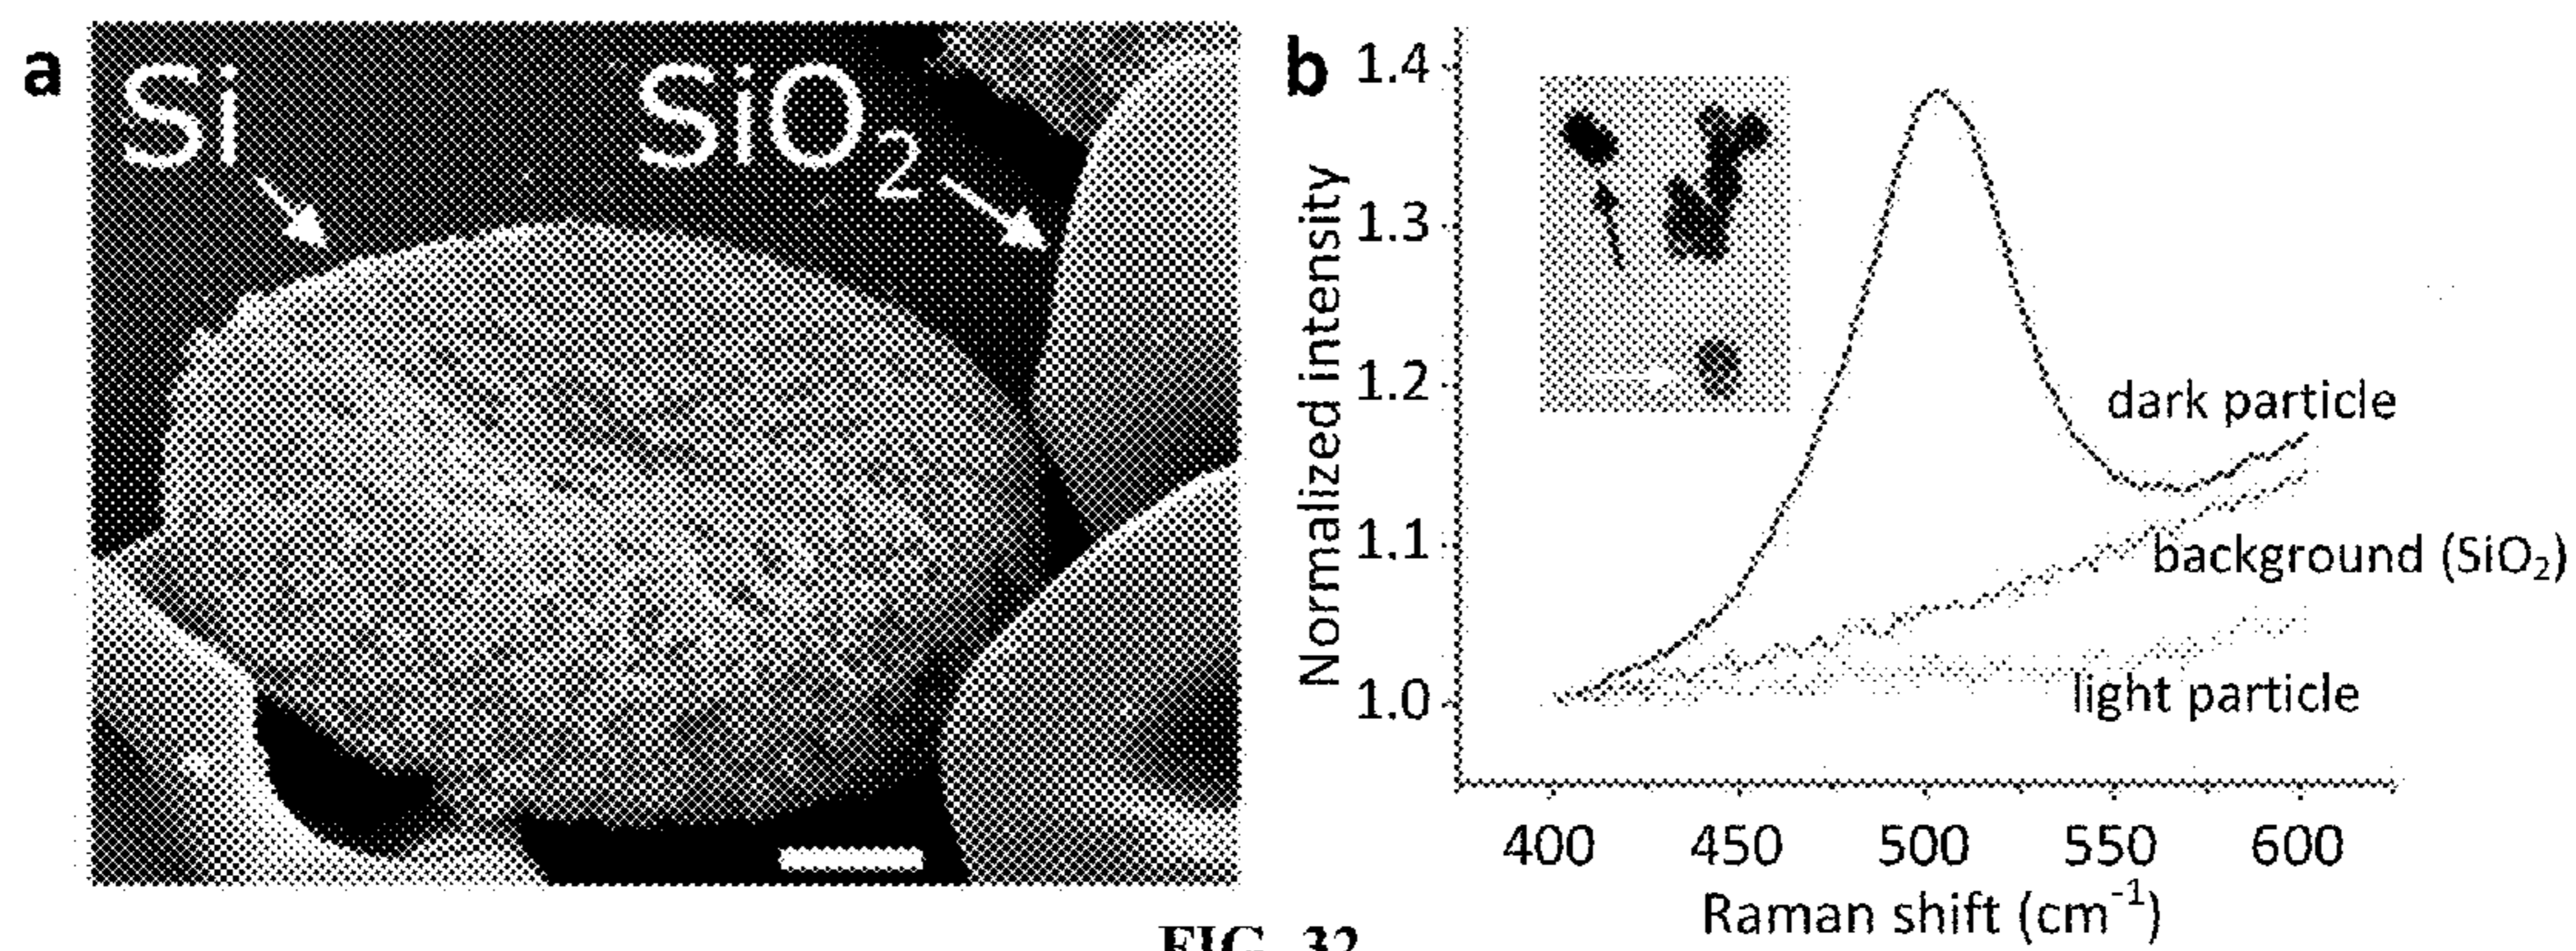 a
Si
SiO₂
b
Normalized intensity
1.4
1.3
1.2
1.1
1.0
dark particle
background (SiO₂)
light particle
400 450 500 550 600
Raman shift (cm⁻¹)
FIG. 32